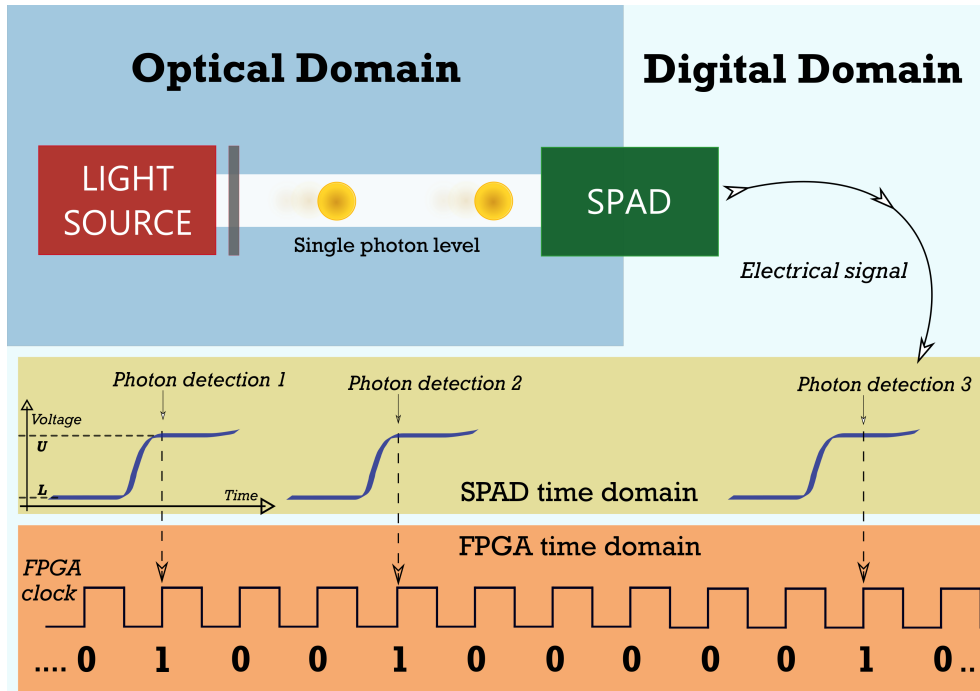 Optical Domain
Digital Domain
LIGHT
SOURCE
SPAD
Single photon level
Electrical signal
Photon detection 1
Photon detection 2
Photon detection 3
Voltage
U
L
Time
SPAD time domain
FPGA time domain
FPGA
clock
.... 0 1 0 0 1 0 0 0 0 0 1 0 ..